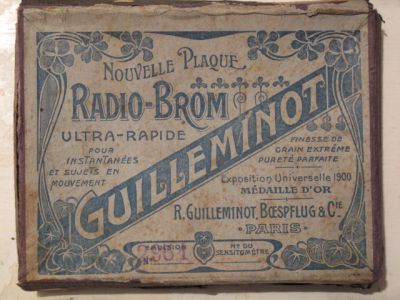 NOUVELLE PLAQUE
RADIO-BROM
ULTRA-RAPIDE
POUR
INSTANTANÉES
ET SUJETS EN
MOUVEMENT
GUILLEMINOT
FINESSE DE
GRAIN EXTRÊME
PURETÉ PARFAITE
Exposition Universelle 1900
MÉDAILLE D'OR
R. GUILLEMINOT, BŒSPFLUG & CIE
PARIS
EMULSION
Nº DU
SENSITOMÈTRE